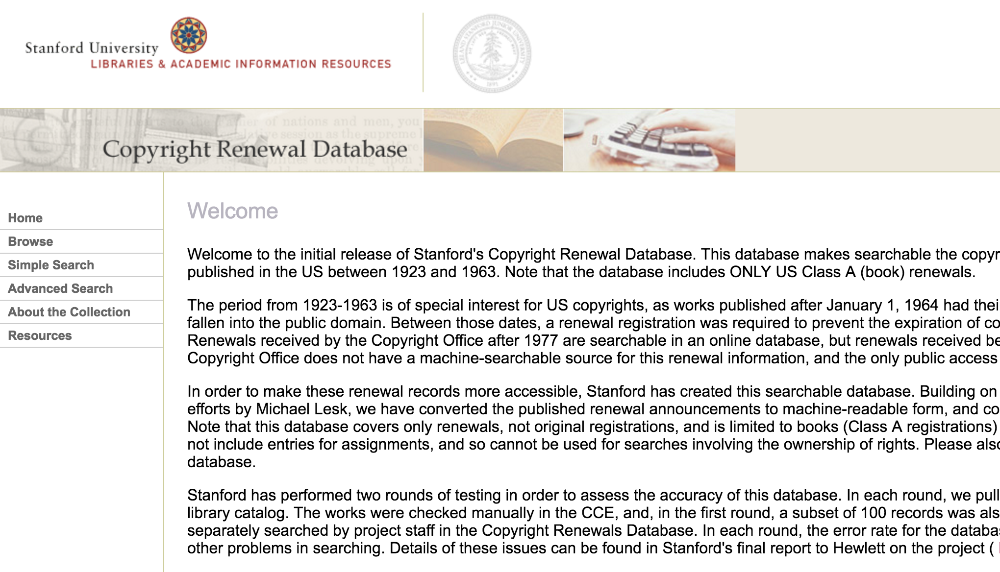 Stanford University
LIBRARIES & ACADEMIC INFORMATION RESOURCES
LELAND STANFORD JUNIOR UNIVERSITY
1891
Copyright Renewal Database
Home
Browse
Simple Search
Advanced Search
About the Collection
Resources
Welcome
Welcome to the initial release of Stanford's Copyright Renewal Database. This database makes searchable the copyr
published in the US between 1923 and 1963. Note that the database includes ONLY US Class A (book) renewals.
The period from 1923-1963 is of special interest for US copyrights, as works published after January 1, 1964 had thei
fallen into the public domain. Between those dates, a renewal registration was required to prevent the expiration of co
Renewals received by the Copyright Office after 1977 are searchable in an online database, but renewals received be
Copyright Office does not have a machine-searchable source for this renewal information, and the only public access
In order to make these renewal records more accessible, Stanford has created this searchable database. Building on
efforts by Michael Lesk, we have converted the published renewal announcements to machine-readable form, and co
Note that this database covers only renewals, not original registrations, and is limited to books (Class A registrations)
not include entries for assignments, and so cannot be used for searches involving the ownership of rights. Please also
database.
Stanford has performed two rounds of testing in order to assess the accuracy of this database. In each round, we pull
library catalog. The works were checked manually in the CCE, and, in the first round, a subset of 100 records was als
separately searched by project staff in the Copyright Renewals Database. In each round, the error rate for the databas
other problems in searching. Details of these issues can be found in Stanford's final report to Hewlett on the project (